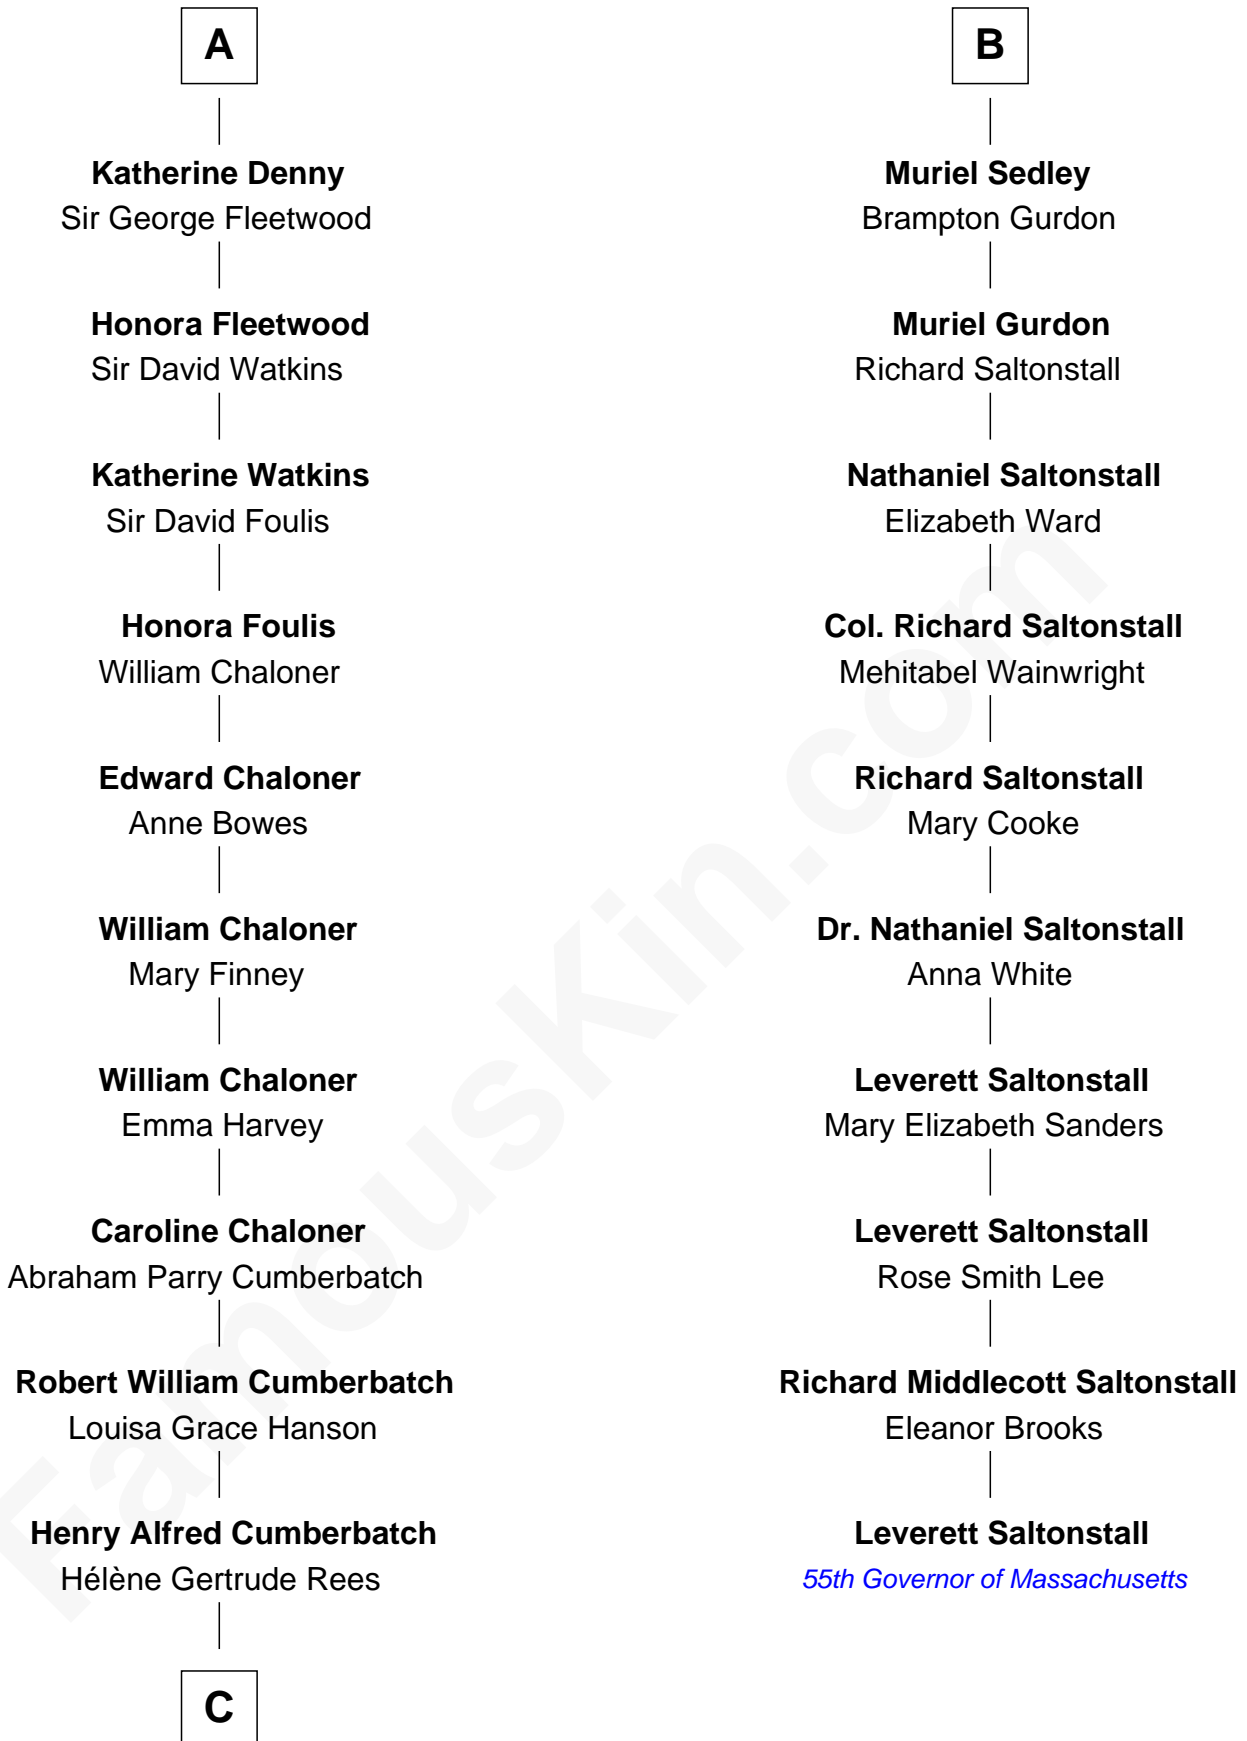 A
Katherine Denny
Sir George Fleetwood
Honora Fleetwood
Sir David Watkins
Katherine Watkins
Sir David Foulis
Honora Foulis
William Chaloner
Edward Chaloner
Anne Bowes
William Chaloner
Mary Finney
William Chaloner
Emma Harvey
Caroline Chaloner
Abraham Parry Cumberbatch
Robert William Cumberbatch
Louisa Grace Hanson
Henry Alfred Cumberbatch
Hélène Gertrude Rees
C
B
Muriel Sedley
Brampton Gurdon
Muriel Gurdon
Richard Saltonstall
Nathaniel Saltonstall
Elizabeth Ward
Col. Richard Saltonstall
Mehitabel Wainwright
Richard Saltonstall
Mary Cooke
Dr. Nathaniel Saltonstall
Anna White
Leverett Saltonstall
Mary Elizabeth Sanders
Leverett Saltonstall
Rose Smith Lee
Richard Middlecott Saltonstall
Eleanor Brooks
Leverett Saltonstall
55th Governor of Massachusetts
FamousKin.com